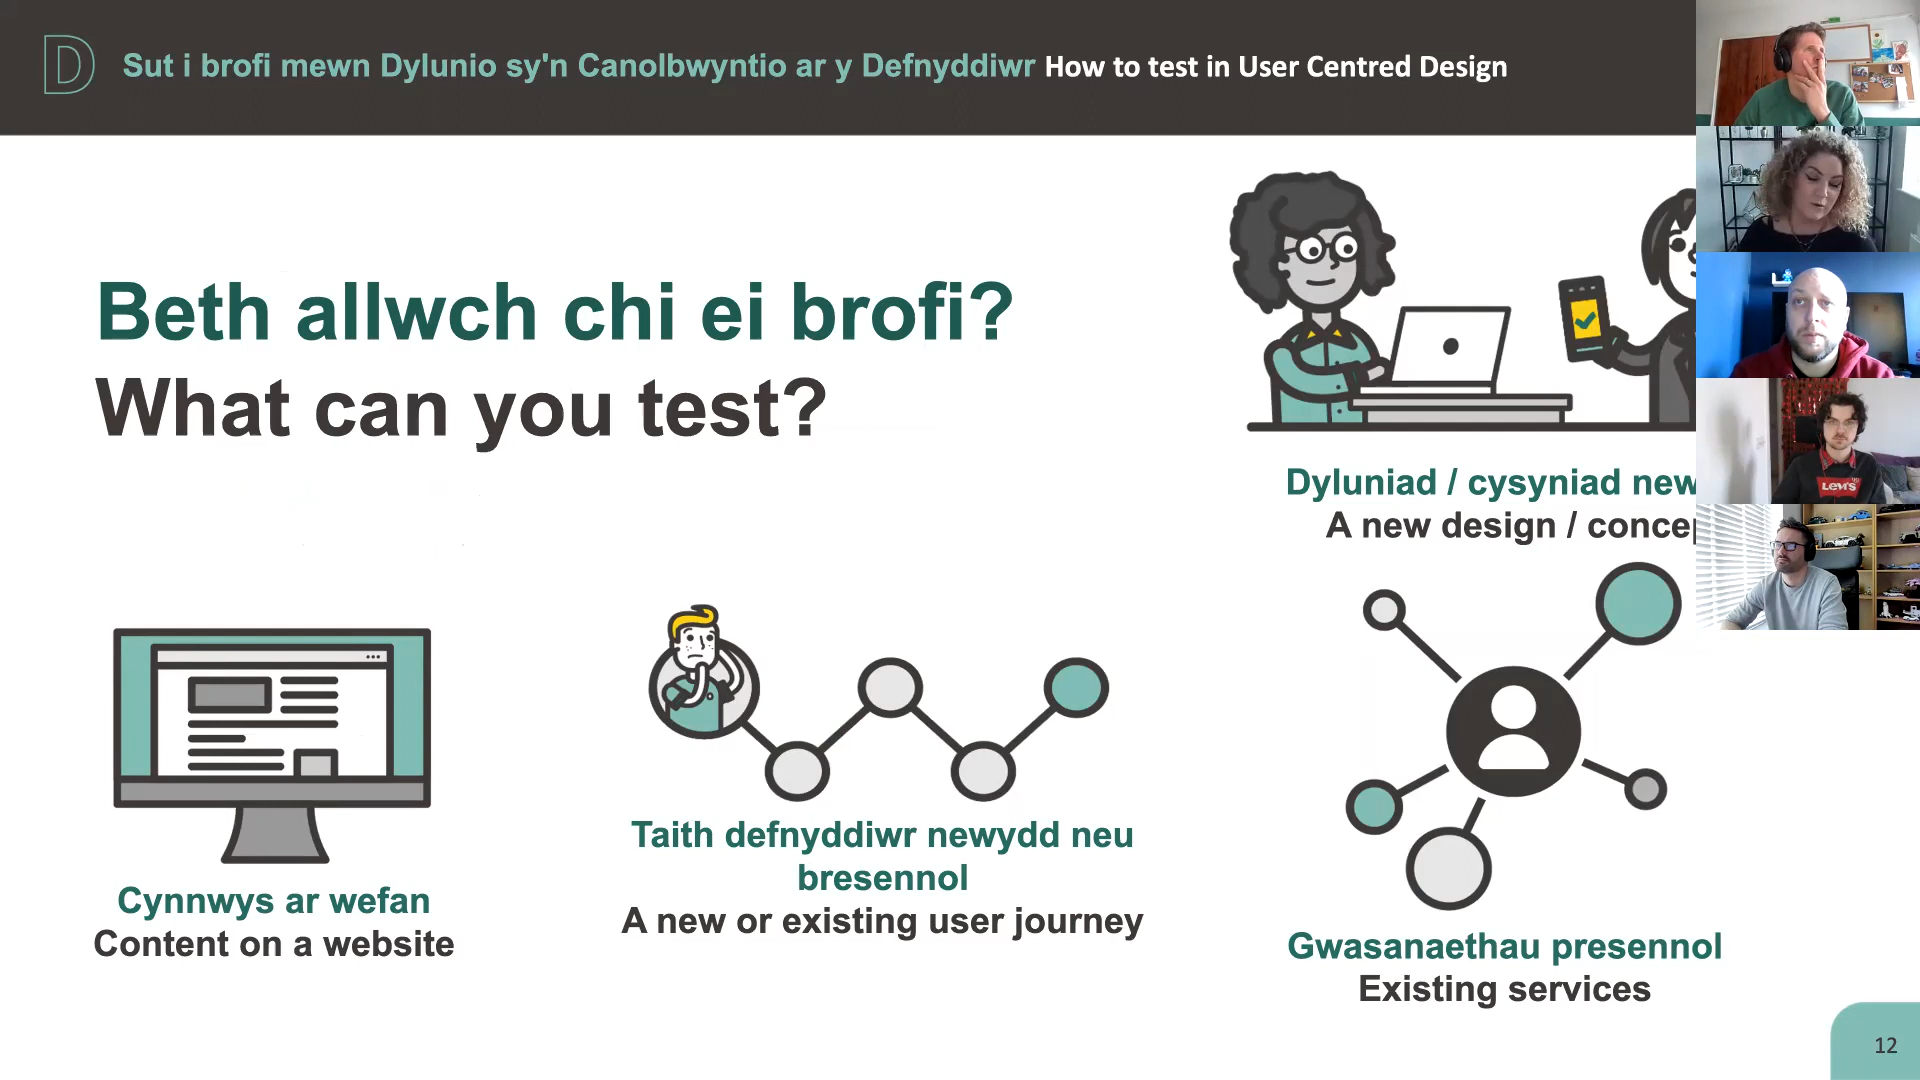 D Sut i brofi mewn Dylunio sy'n Canolbwyntio ar y Defnyddiwr How to test in User Centred Design
Beth allwch chi ei brofi?
What can you test?
Dyluniad / cysyniad new
A new design / concep
Cynnwys ar wefan
Content on a website
Taith defnyddiwr newydd neu
bresennol
A new or existing user journey
Gwasanaethau presennol
Existing services
LEVI'S
12